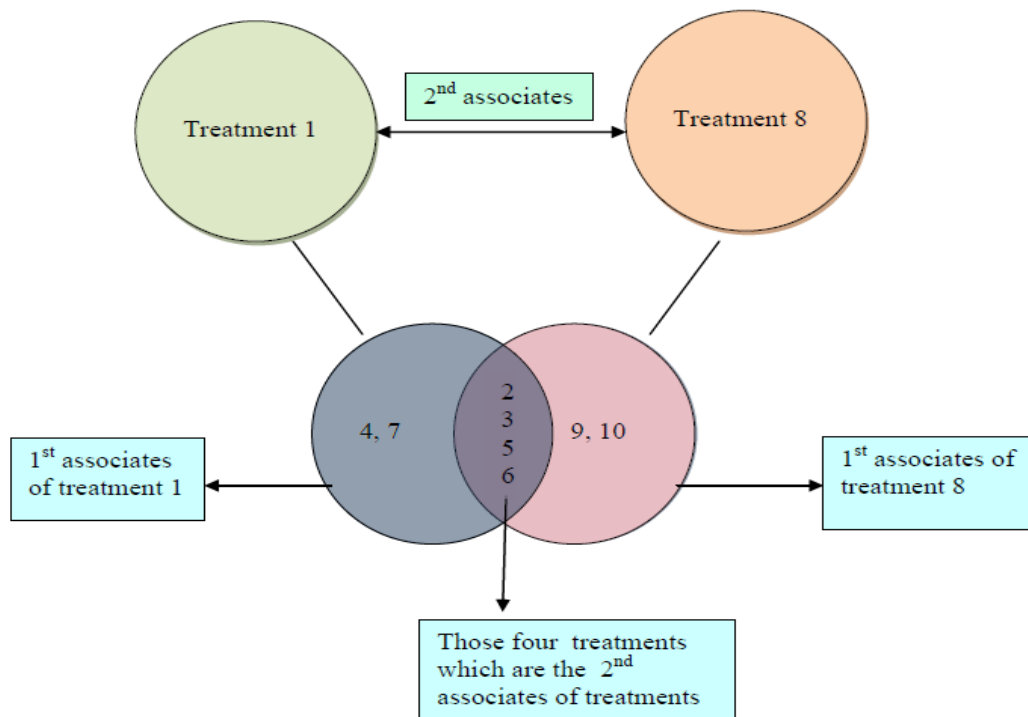 2nd associates
Treatment 1
Treatment 8
2
3
5
6
4, 7
9, 10
1st associates
of treatment 1
1st associates of
treatment 8
Those four treatments
which are the 2nd
associates of treatments